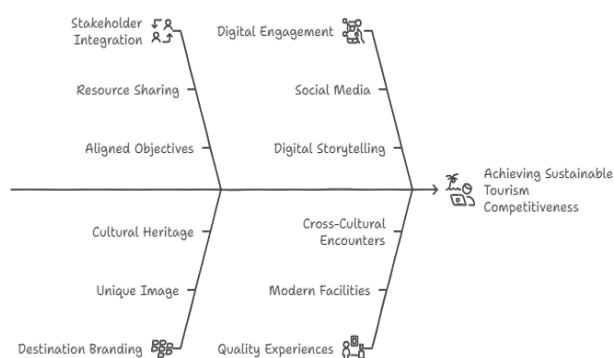 Stakeholder
Integration
Resource Sharing
Aligned Objectives
Digital Engagement
Social Media
Digital Storytelling
Achieving Sustainable
Tourism
Competitiveness
Cultural Heritage
Unique Image
Destination Branding
Cross-Cultural
Encounters
Modern Facilities
Quality Experiences